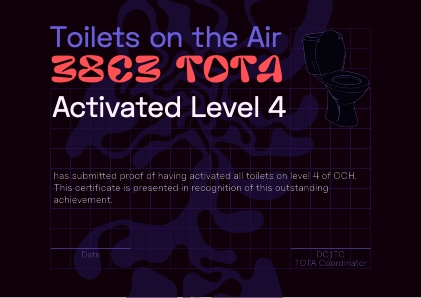 Toilets on the Air
38C3 TOTA
Activated Level 4
has submitted proof of having activated all toilets on level 4 of CCH.
This certificate is presented in recognition of this outstanding
achievement.
Date
DC1TC
TOTA Coordinator